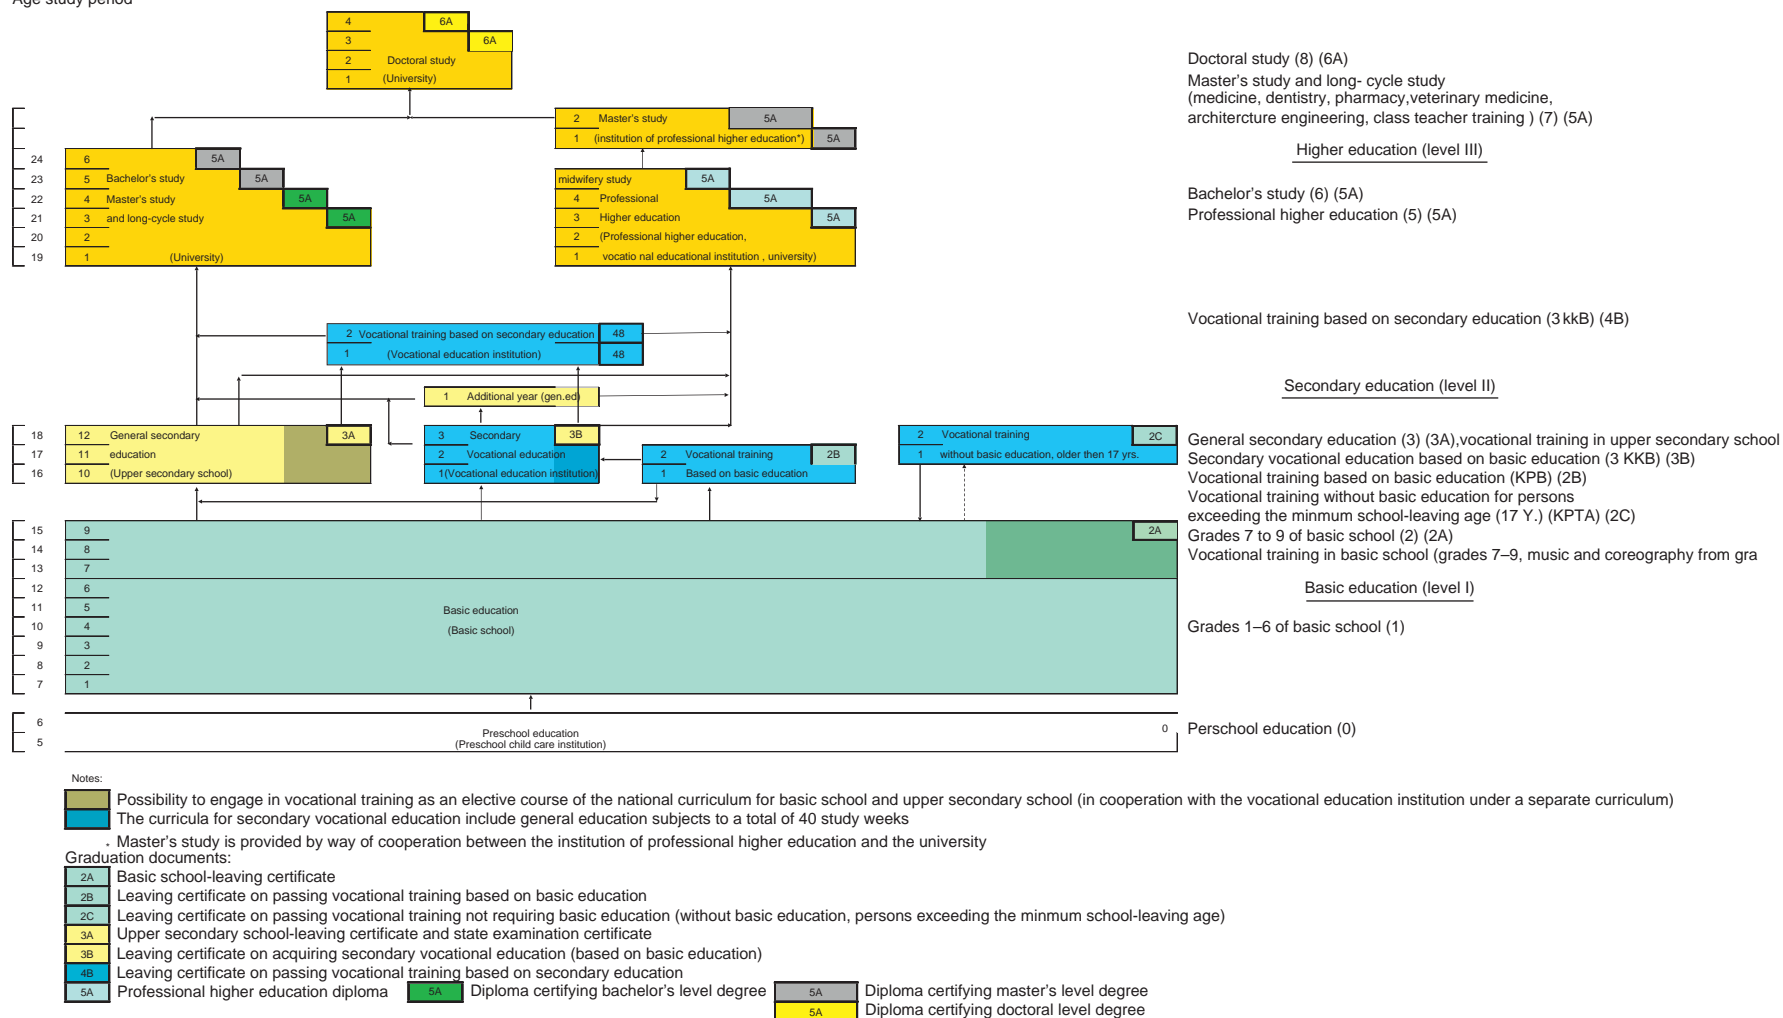 Age study period
4 6A
3 6A
2 Doctoral study
1 (University)
Doctoral study (8) (6A)
Master's study and long- cycle study
(medicine, dentistry, pharmacy,veterinary medicine,
architercture engineering, class teacher training ) (7) (5A)
Higher education (level III)
Bachelor's study (6) (5A)
Professional higher education (5) (5A)
2 Master's study 5A
1 (institution of professional higher education*) 5A
24 6 5A
23 5 Bachelor's study 5A
22 4 Master's study 5A
21 3 and long-cycle study 5A
20 2
19 1 (University)
midwifery study 5A
4 Professional 5A
3 Higher education 5A
2 (Professional higher education,
1 vocatio nal educational institution , university)
2 Vocational training based on secondary education 48
1 (Vocational education institution) 48
Vocational training based on secondary education (3 kkB) (4B)
Secondary education (level II)
1 Additional year (gen.ed)
18 12 General secondary 3A
17 11 education
16 10 (Upper secondary school)
3 Secondary 3B
2 Vocational education
1(Vocational education institution)
2 Vocational training 2B
1 Based on basic education
2 Vocational training 2C
1 without basic education, older then 17 yrs.
General secondary education (3) (3A),vocational training in upper secondary school
Secondary vocational education based on basic education (3 KKB) (3B)
Vocational training based on basic education (KPB) (2B)
Vocational training without basic education for persons
exceeding the minmum school-leaving age (17 Y.) (KPTA) (2C)
Grades 7 to 9 of basic school (2) (2A)
Vocational training in basic school (grades 7–9, music and coreography from gra
Basic education (level I)
Grades 1–6 of basic school (1)
15 9 2A
14 8
13 7
12 6
11 5
10 4
9 3
8 2
7 1
Basic education
(Basic school)
6
5
Preschool education
(Preschool child care institution)
0
Perschool education (0)
Notes:
Possibility to engage in vocational training as an elective course of the national curriculum for basic school and upper secondary school (in cooperation with the vocational education institution under a separate curriculum)
The curricula for secondary vocational education include general education subjects to a total of 40 study weeks
* Master's study is provided by way of cooperation between the institution of professional higher education and the university
Graduation documents:
2A Basic school-leaving certificate
2B Leaving certificate on passing vocational training based on basic education
2C Leaving certificate on passing vocational training not requiring basic education (without basic education, persons exceeding the minmum school-leaving age)
3A Upper secondary school-leaving certificate and state examination certificate
3B Leaving certificate on acquiring secondary vocational education (based on basic education)
4B Leaving certificate on passing vocational training based on secondary education
5A Professional higher education diploma 5A Diploma certifying bachelor's level degree 5A Diploma certifying master's level degree
5A Diploma certifying doctoral level degree